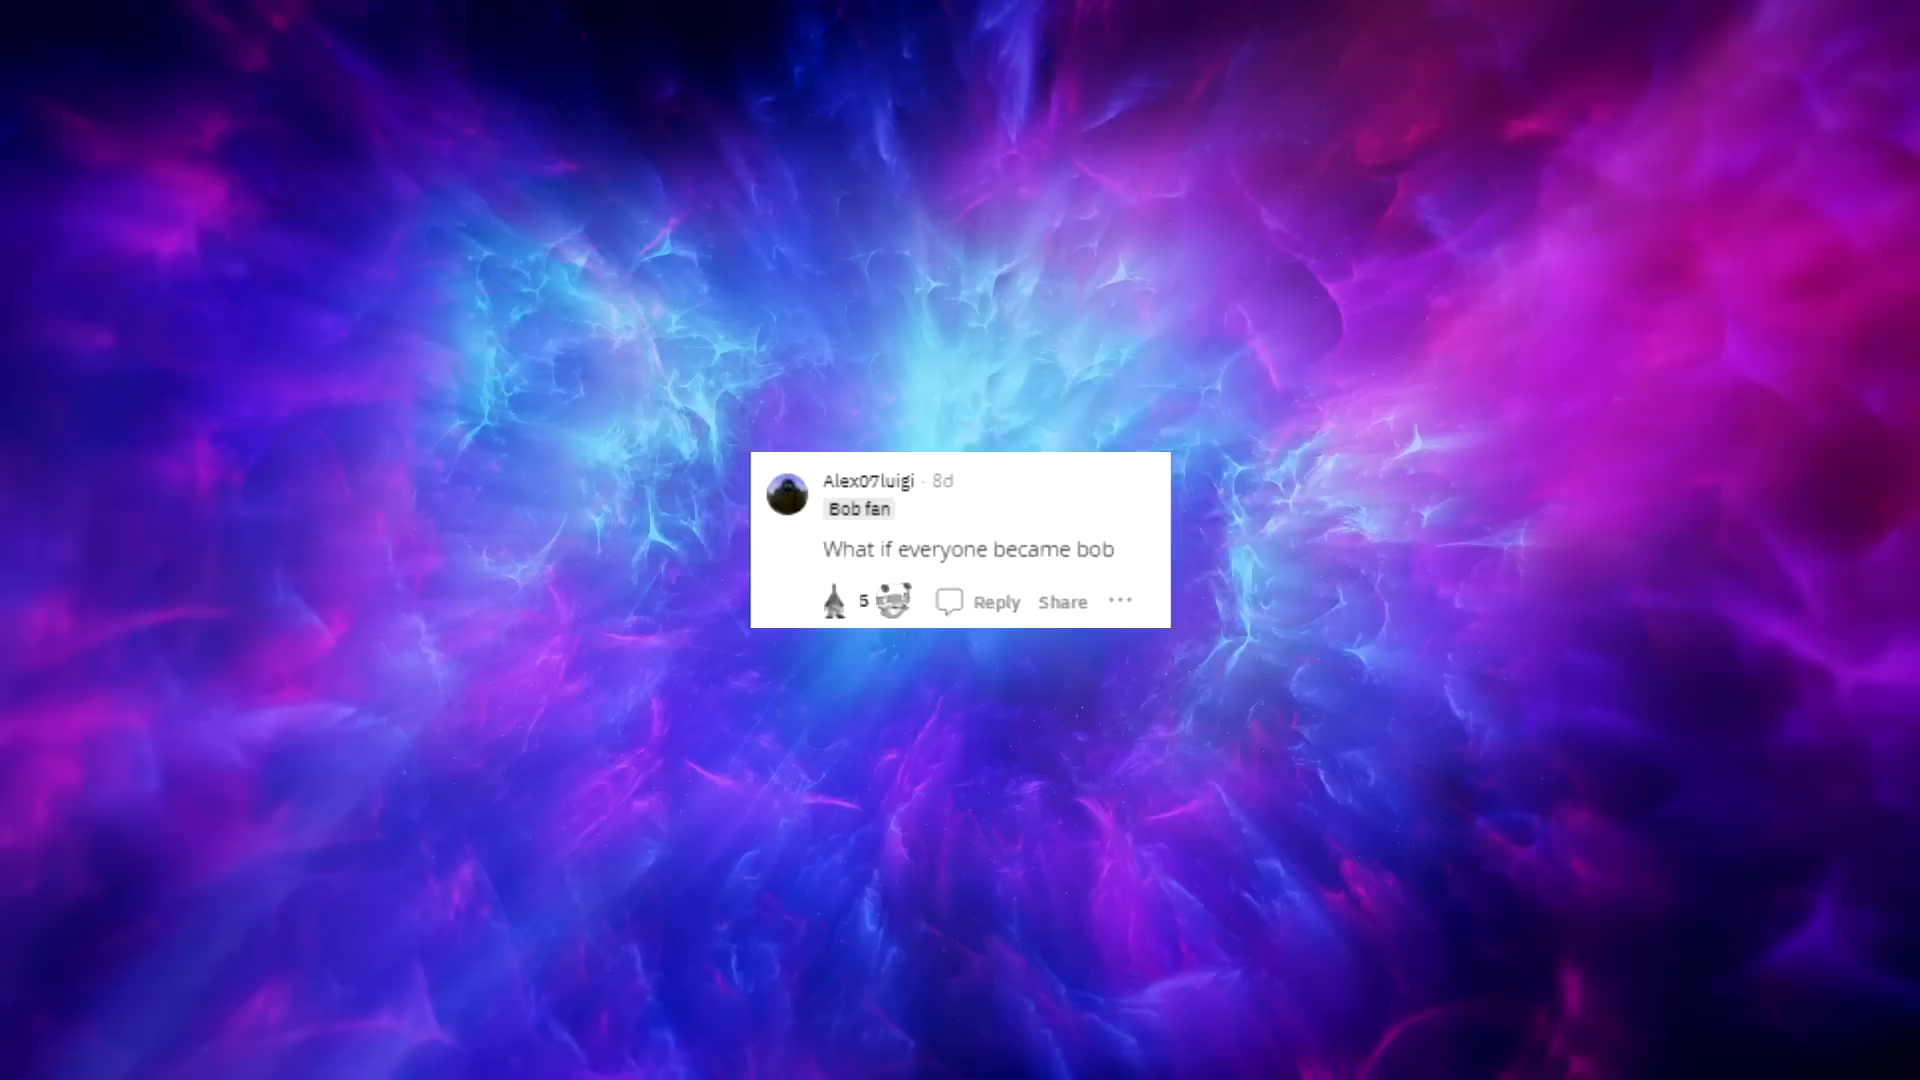 Alex07luigi · 8d
Bob fan
What if everyone became bob
5 Reply Share ...